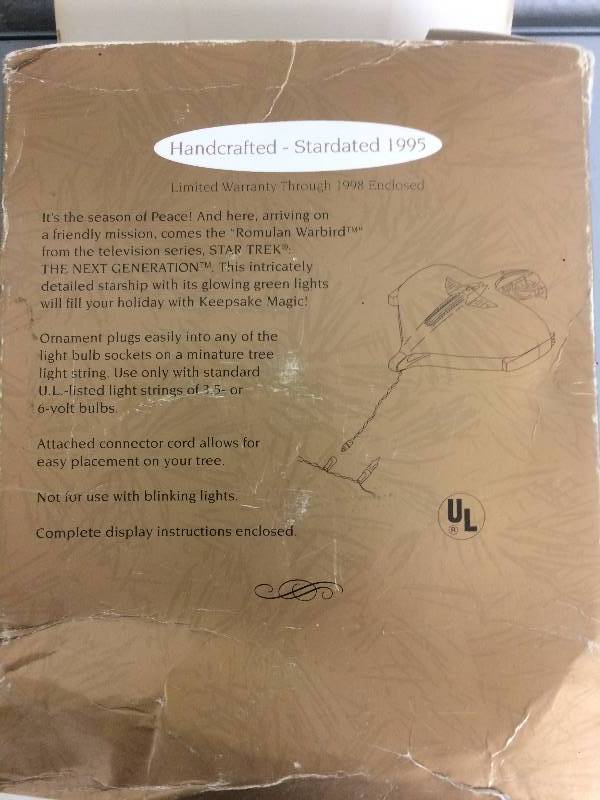 Handcrafted - Stardated 1995
Limited Warranty Through 1998 Enclosed
It's the season of Peace! And here, arriving on
a friendly mission, comes the "Romulan Warbird™"
from the television series, STAR TREK®:
THE NEXT GENERATION™. This intricately
detailed starship with its glowing green lights
will fill your holiday with Keepsake Magic!
Ornament plugs easily into any of the
light bulb sockets on a minature tree
light string. Use only with standard
U.L.-listed light strings of 3.5- or
6-volt bulbs.
Attached connector cord allows for
easy placement on your tree.
Not for use with blinking lights.
Complete display instructions enclosed.
UL
®